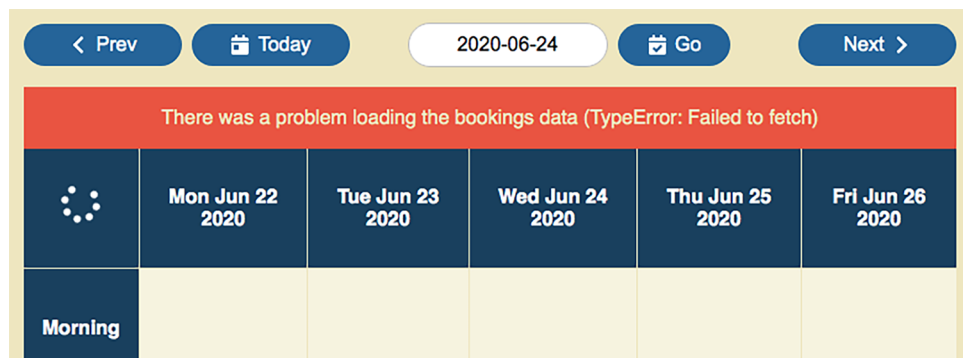 Prev
Today
2020-06-24
Go
Next
There was a problem loading the bookings data (TypeError: Failed to fetch)
Mon Jun 22
2020
Tue Jun 23
2020
Wed Jun 24
2020
Thu Jun 25
2020
Fri Jun 26
2020
Morning